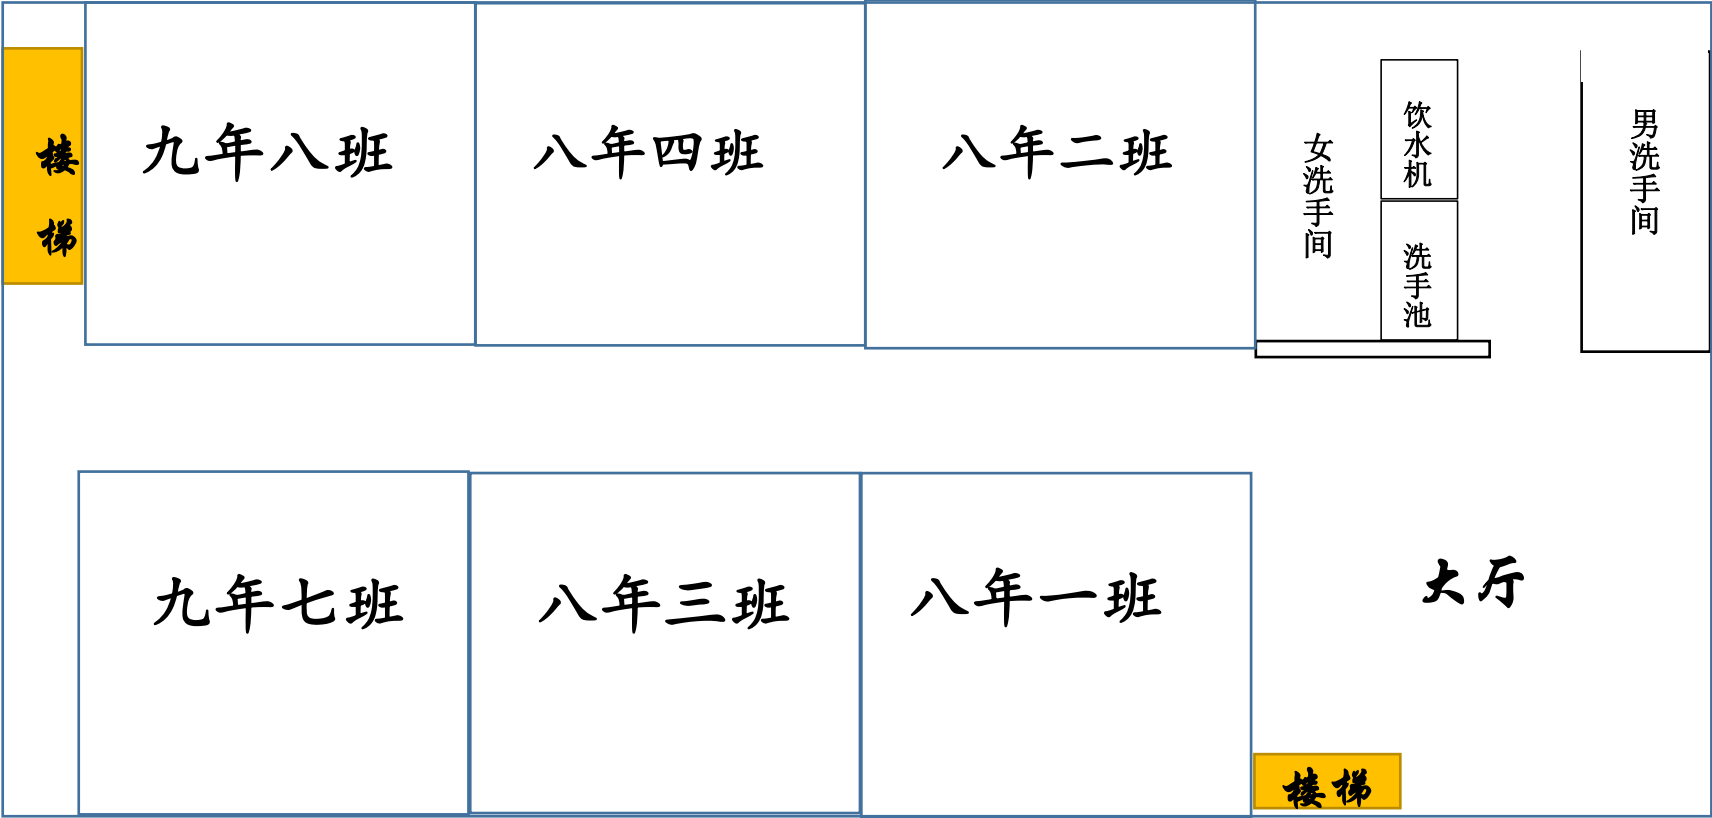 楼梯
九年八班
八年四班
八年二班
女洗手间
饮水机
洗手池
男洗手间
九年七班
八年三班
八年一班
大厅
楼梯